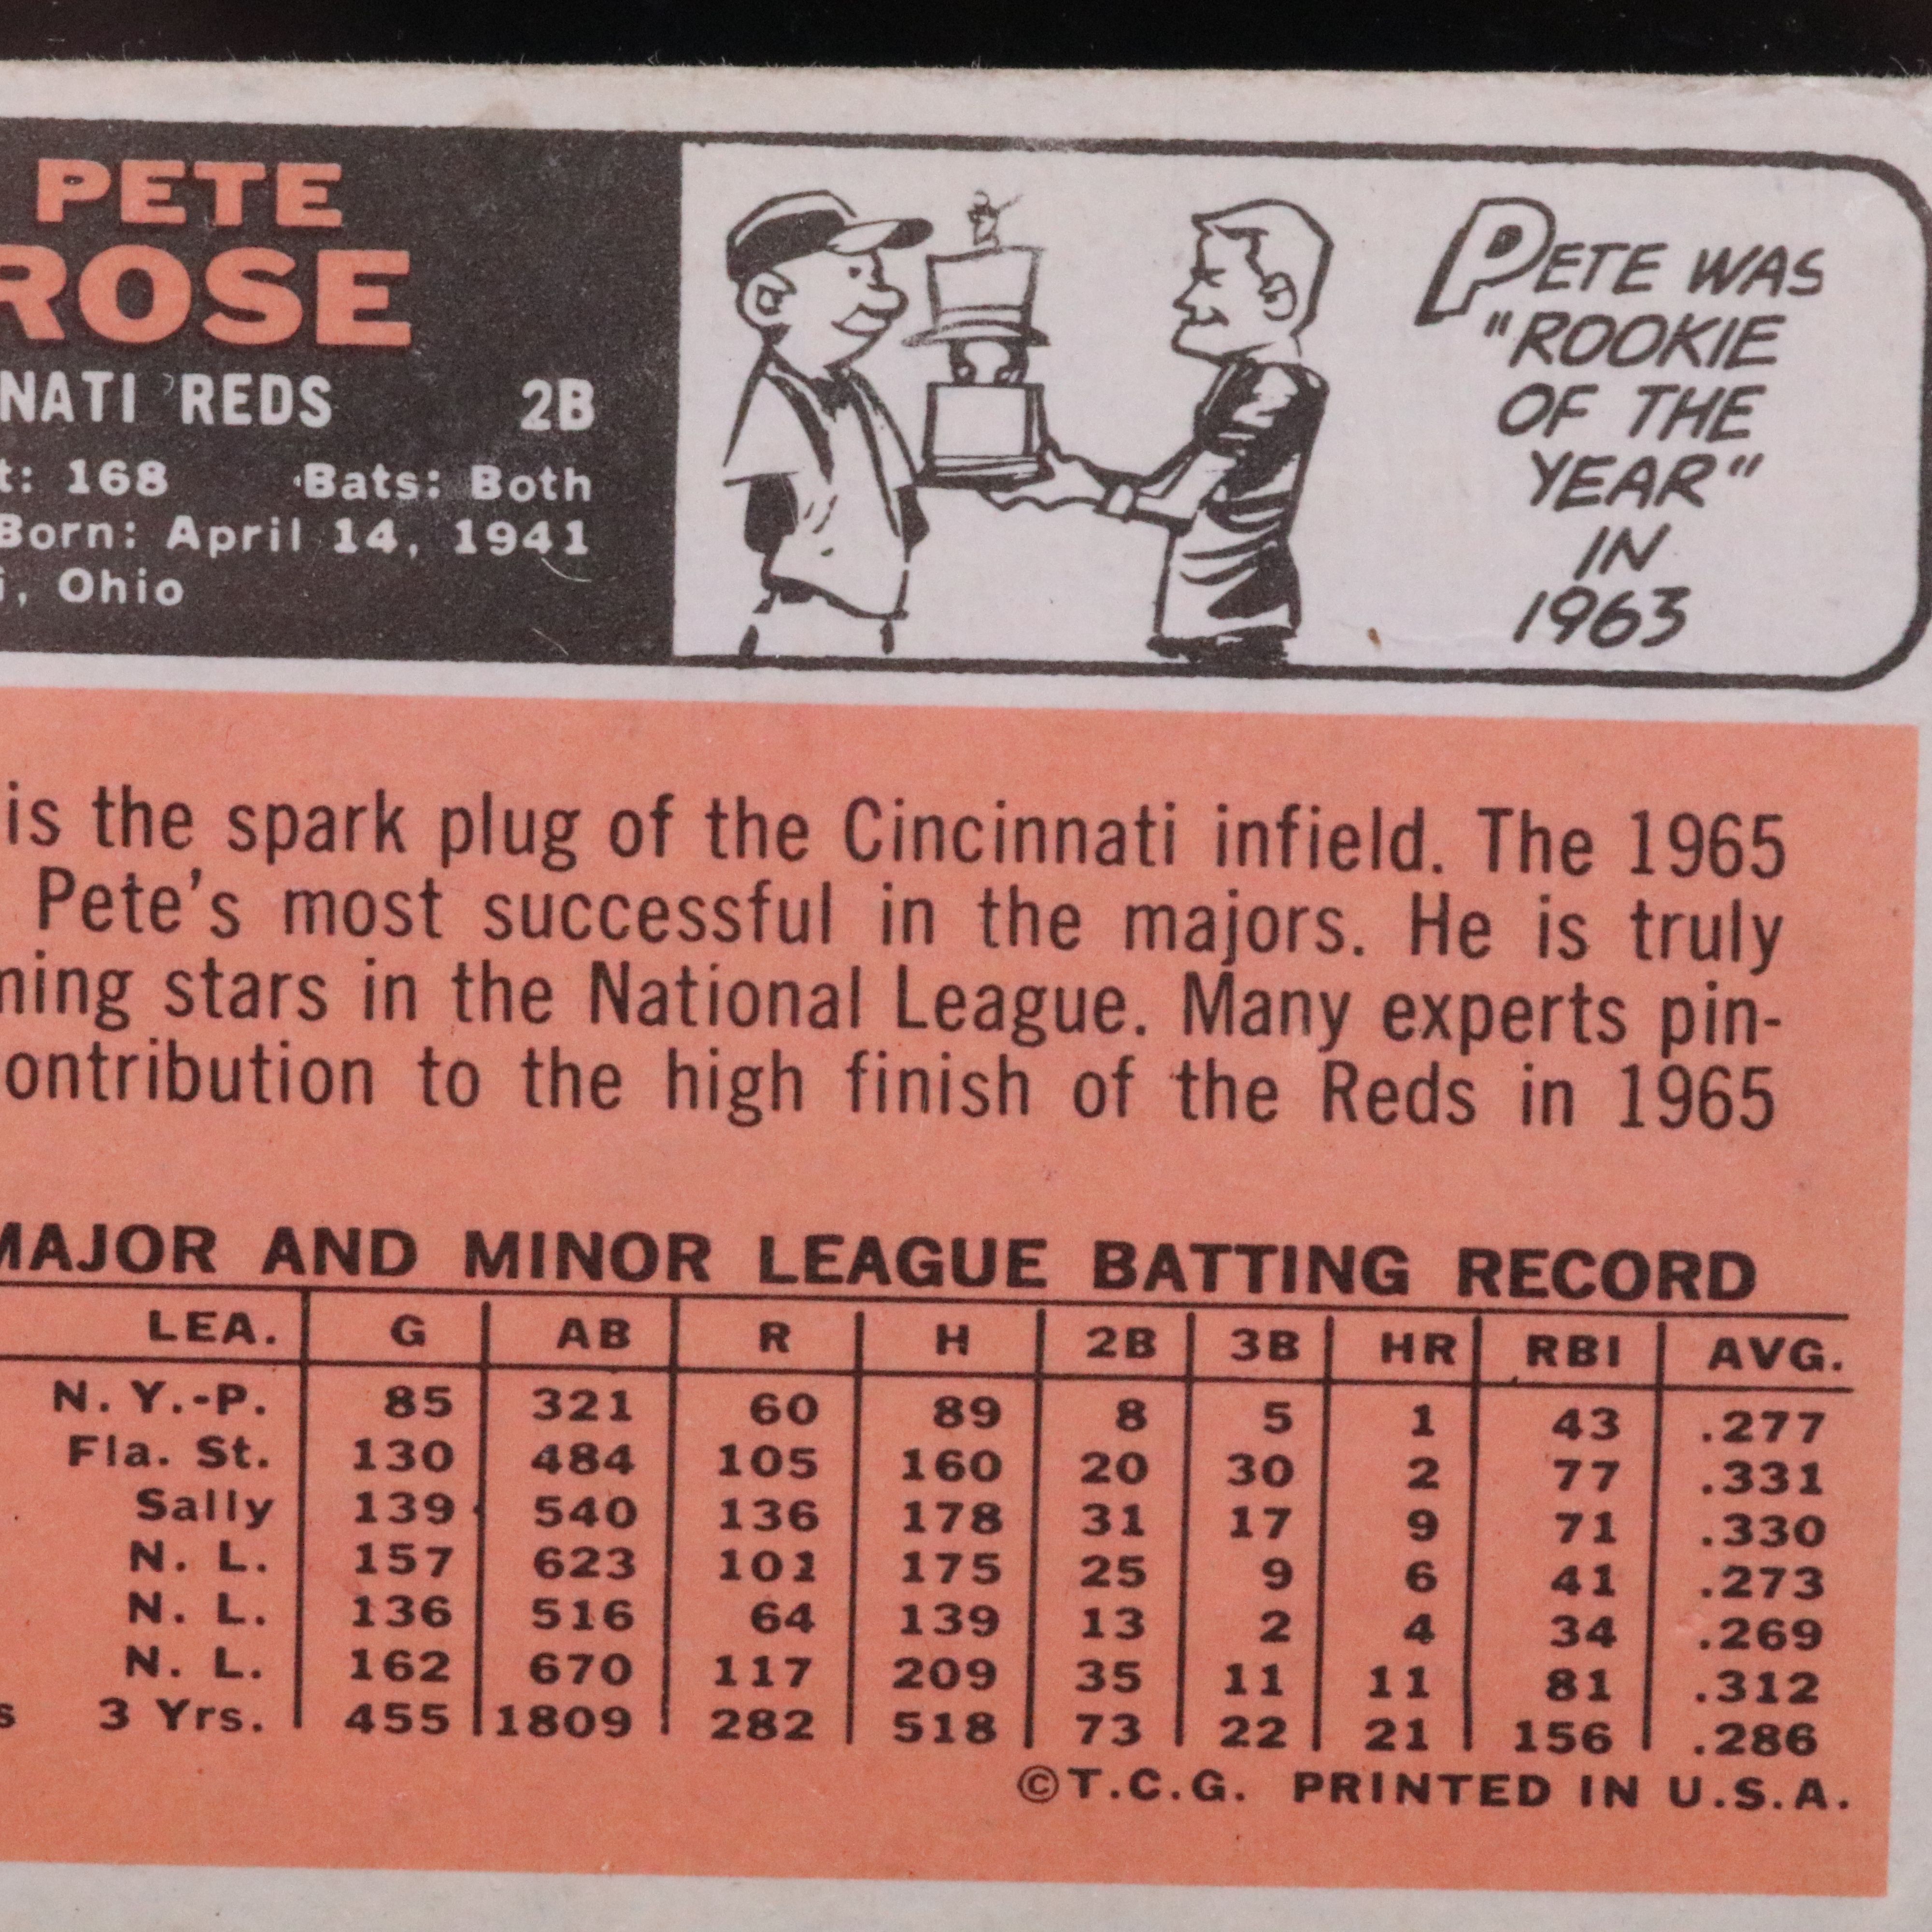 PETE
ROSE
NATI REDS 2B
t: 168 Bats: Both
Born: April 14, 1941
i, Ohio
PETE WAS
"ROOKIE
OF THE
YEAR"
IN
1963
is the spark plug of the Cincinnati infield. The 1965
Pete's most successful in the majors. He is truly
ming stars in the National League. Many experts pin-
ontribution to the high finish of the Reds in 1965
MAJOR AND MINOR LEAGUE BATTING RECORD
LEA. G AB R H 2B 3B HR RBI AVG.
N. Y.-P. 85 321 60 89 8 5 1 43 .277
Fla. St. 130 484 105 160 20 30 2 77 .331
Sally 139 540 136 178 31 17 9 71 .330
N. L. 157 623 101 175 25 9 6 41 .273
N. L. 136 516 64 139 13 2 4 34 .269
N. L. 162 670 117 209 35 11 11 81 .312
s 3 Yrs. 455 1809 282 518 73 22 21 156 .286
©T.C.G. PRINTED IN U.S.A.